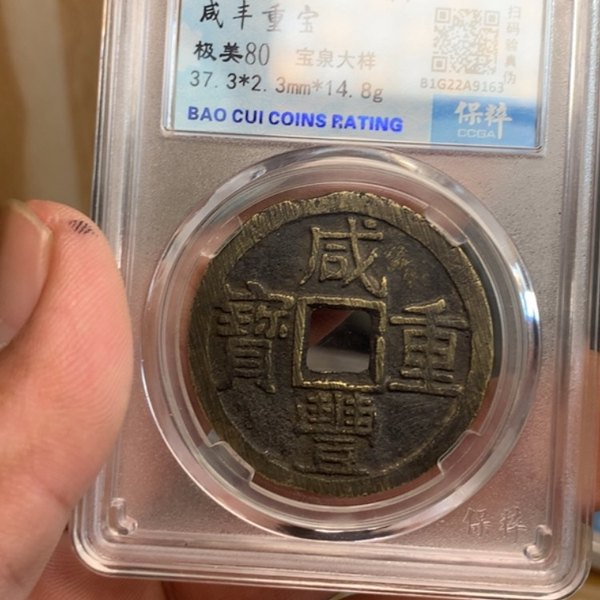 咸丰重宝
极美80 宝泉大样
37.3*2.3mm*14.8g
BAO CUI COINS RATING
扫码验真伪
B1G22A9163
保粹
CCGA
咸
寶 重
豐
保粹